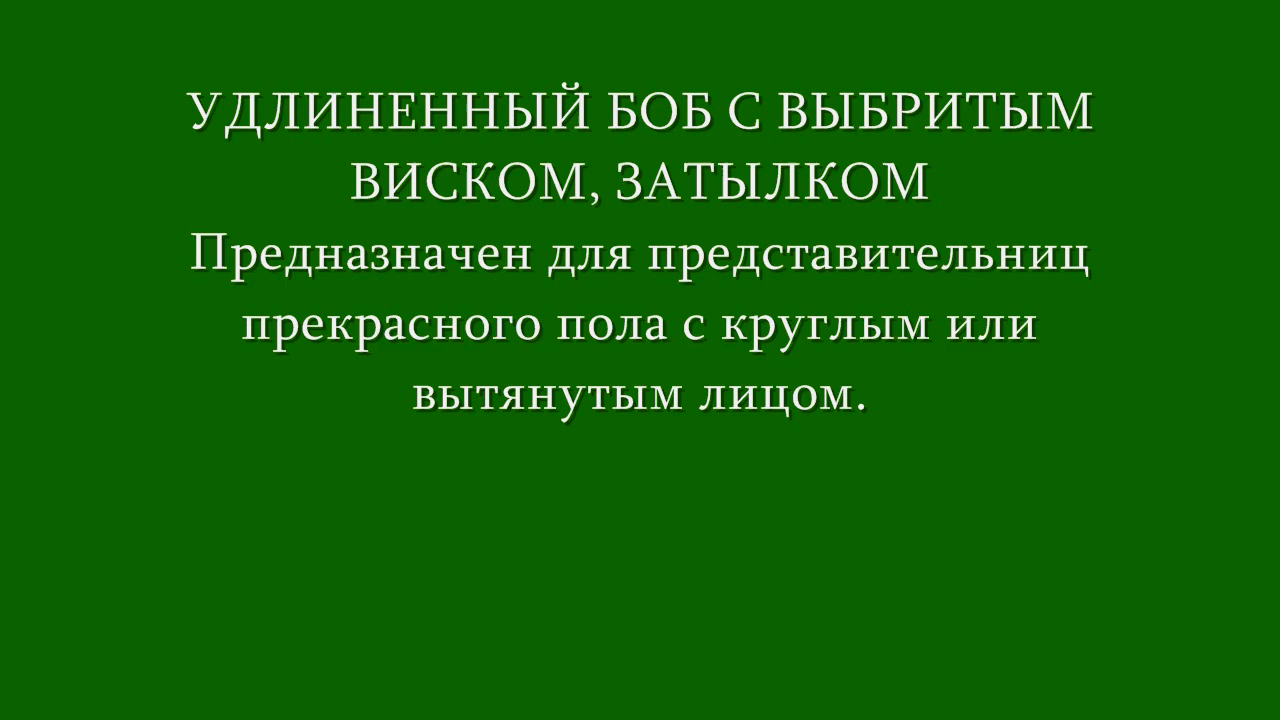 УДЛИНЕННЫЙ БОБ С ВЫБРИТЫМ
ВИСКОМ, ЗАТЫЛКОМ
Предназначен для представительниц
прекрасного пола с круглым или
вытянутым лицом.